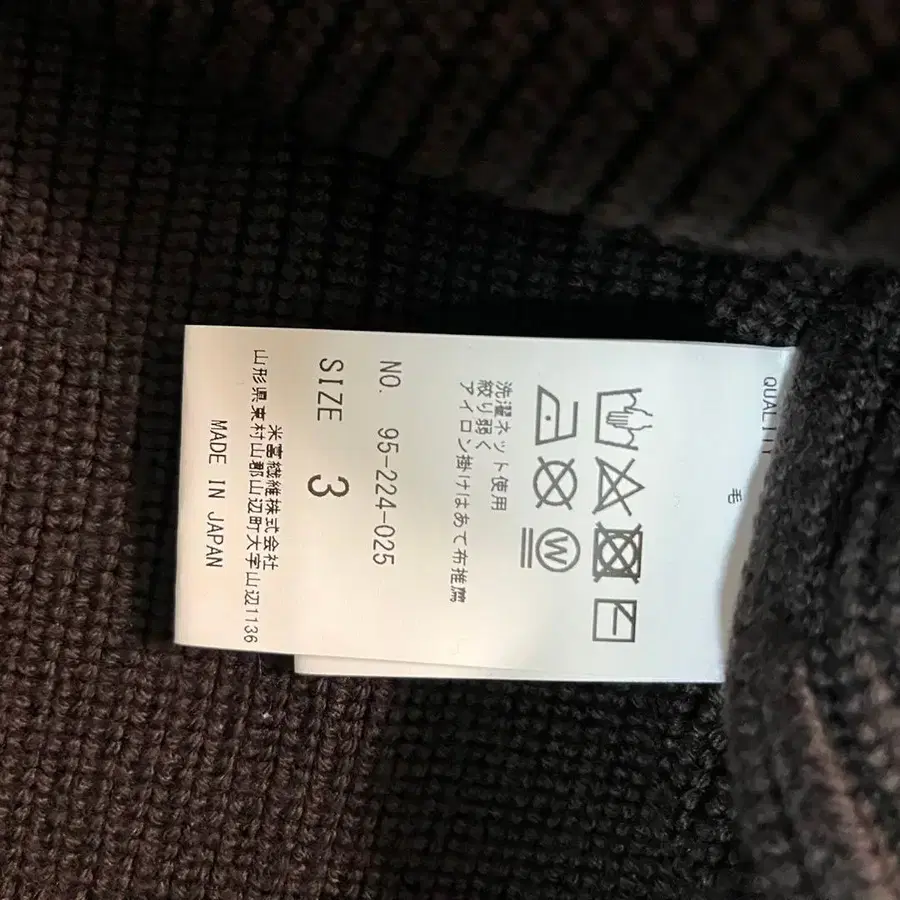 QUALITY
毛
W
洗濯ネット使用
絞り弱く
アイロン掛けはあて布推薦
NO. 95-224-025
SIZE 3
米富繊維株式会社
山形県東村山郡山辺町大字山辺1136
MADE IN JAPAN